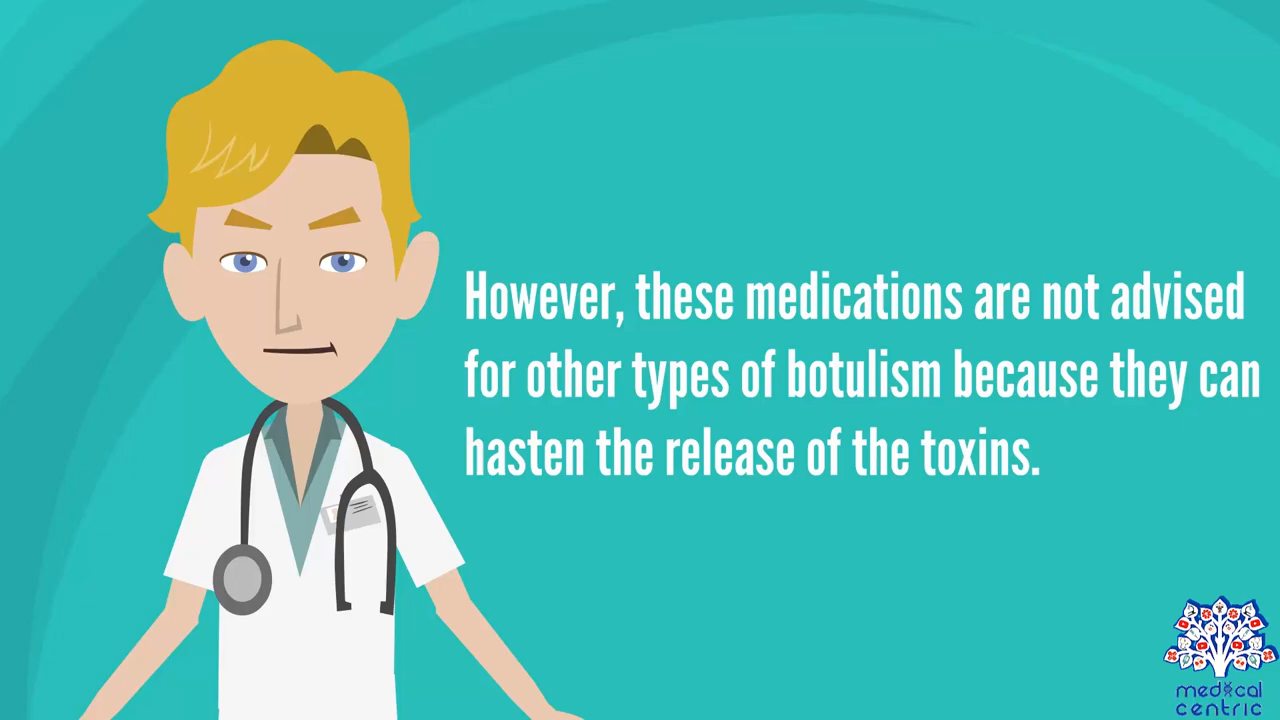 However, these medications are not advised
for other types of botulism because they can
hasten the release of the toxins.
medical
centric